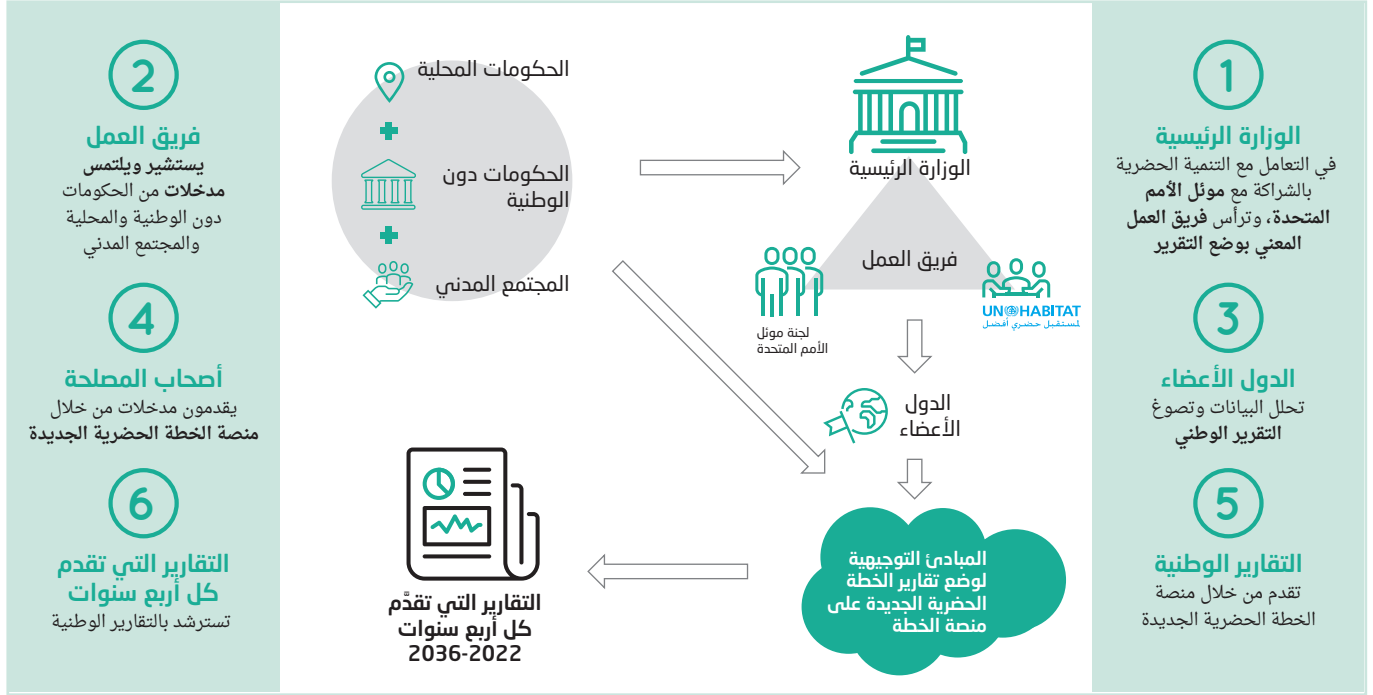 1
الوزارة الرئيسية
في التعامل مع التنمية الحضرية
بالشراكة مع موئل الأمم
المتحدة، وترأس فريق العمل
المعني بوضع التقرير
3
الدول الأعضاء
تحلل البيانات وتصوغ
التقرير الوطني
5
التقارير الوطنية
تقدم من خلال منصة
الخطة الحضرية الجديدة
الوزارة الرئيسية
فريق العمل
UN HABITAT
لمستقبل حضري أفضل
لجنة موئل
الأمم المتحدة
الدول
الأعضاء
المبادئ التوجيهية
لوضع تقارير الخطة
الحضرية الجديدة على
منصة الخطة
الحكومات المحلية
الحكومات دون
الوطنية
المجتمع المدني
التقارير التي تقدَّم
كل أربع سنوات
2036-2022
2
فريق العمل
يستشير ويلتمس
مدخلات من الحكومات
دون الوطنية والمحلية
والمجتمع المدني
4
أصحاب المصلحة
يقدمون مدخلات من خلال
منصة الخطة الحضرية الجديدة
6
التقارير التي تقدم
كل أربع سنوات
تسترشد بالتقارير الوطنية